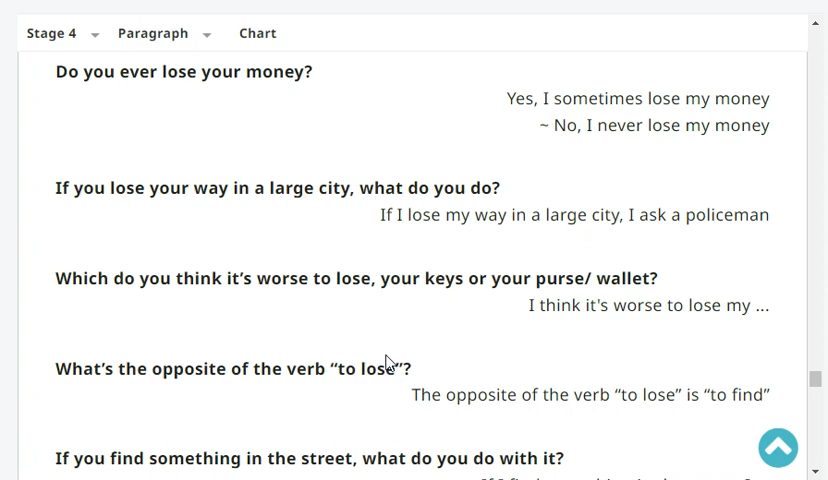 Stage 4 Paragraph Chart
Do you ever lose your money?
Yes, I sometimes lose my money
~ No, I never lose my money
If you lose your way in a large city, what do you do?
If I lose my way in a large city, I ask a policeman
Which do you think it’s worse to lose, your keys or your purse/ wallet?
I think it's worse to lose my ...
What’s the opposite of the verb “to lose”?
The opposite of the verb “to lose” is “to find”
If you find something in the street, what do you do with it?